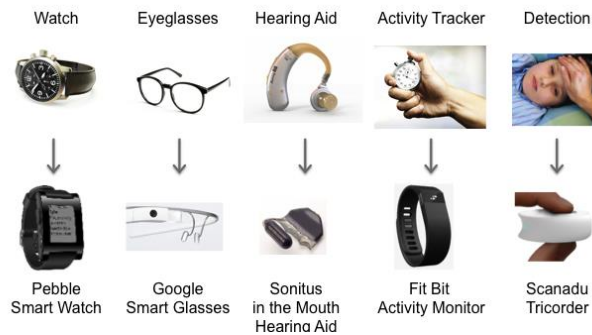 Watch
Eyeglasses
Hearing Aid
Activity Tracker
Detection
Pebble
Smart Watch
Google
Smart Glasses
Sonitus
in the Mouth
Hearing Aid
Fit Bit
Activity Monitor
Scanadu
Tricorder